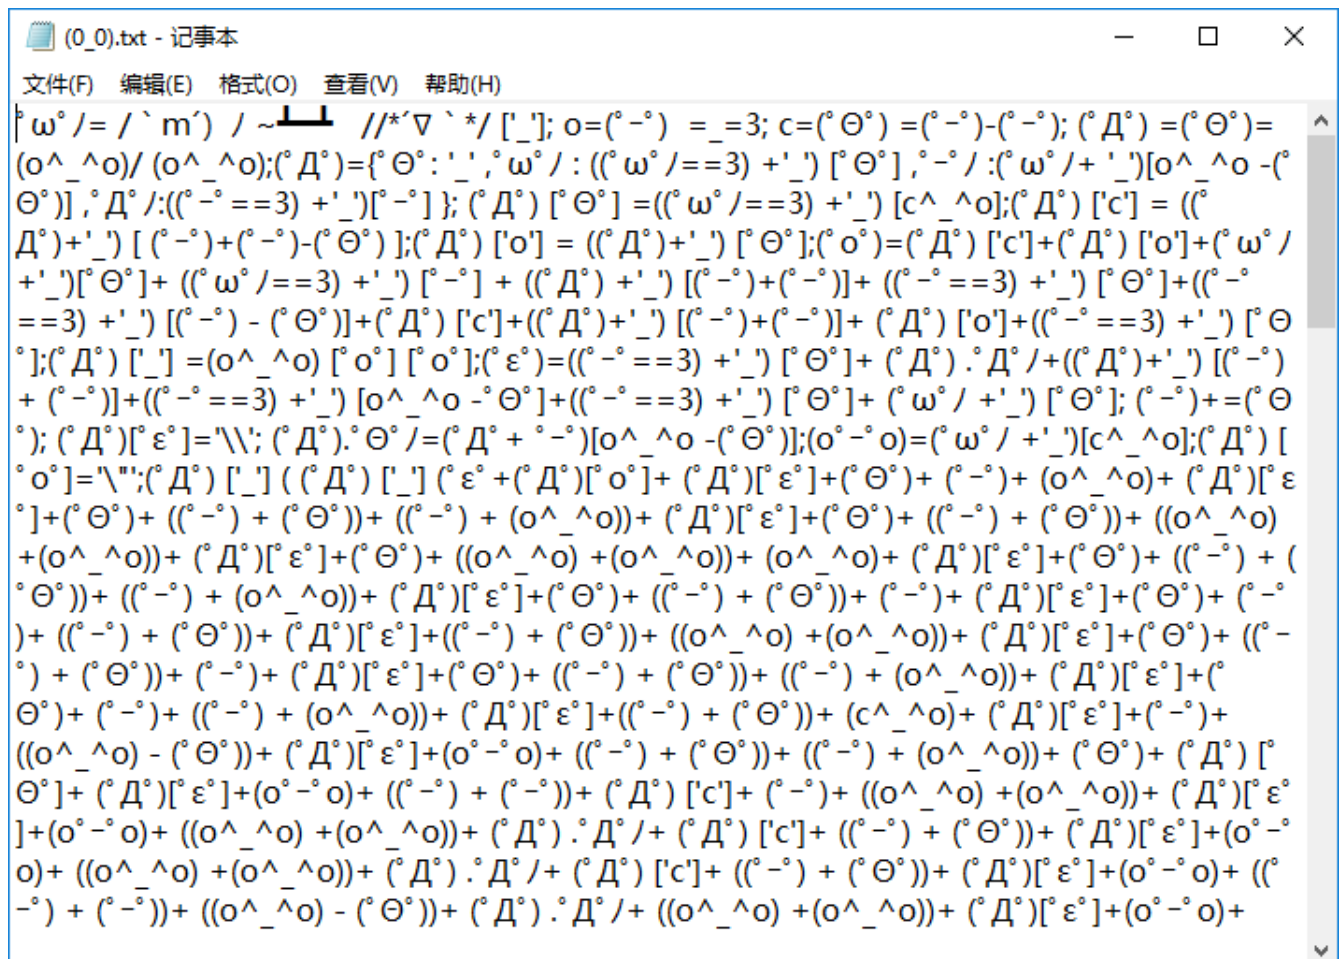 (0_0).txt - 记事本
文件(F) 编辑(E) 格式(O) 查看(V) 帮助(H)
ﾟωﾟﾉ= /｀ｍ´）ﾉ ~┻━┻   //*´∇｀*/ ['_']; o=(ﾟｰﾟ)  =_=3; c=(ﾟΘﾟ) =(ﾟｰﾟ)-(ﾟｰﾟ); (ﾟДﾟ) =(ﾟΘﾟ)=
(o^_^o)/ (o^_^o);(ﾟДﾟ)={ﾟΘﾟ: '_' ,ﾟωﾟﾉ : ((ﾟωﾟﾉ==3) +'_') [ﾟΘﾟ] ,ﾟｰﾟﾉ :(ﾟωﾟﾉ+ '_')[o^_^o -(ﾟ
Θﾟ)] ,ﾟДﾟﾉ:((ﾟｰﾟ==3) +'_')[ﾟｰﾟ] }; (ﾟДﾟ) [ﾟΘﾟ] =((ﾟωﾟﾉ==3) +'_') [c^_^o];(ﾟДﾟ) ['c'] = ((ﾟ
Дﾟ)+'_') [ (ﾟｰﾟ)+(ﾟｰﾟ)-(ﾟΘﾟ) ];(ﾟДﾟ) ['o'] = ((ﾟДﾟ)+'_') [ﾟΘﾟ];(ﾟoﾟ)=(ﾟДﾟ) ['c']+(ﾟДﾟ) ['o']+(ﾟωﾟﾉ
+'_')[ﾟΘﾟ]+ ((ﾟωﾟﾉ==3) +'_') [ﾟｰﾟ] + ((ﾟДﾟ) +'_') [(ﾟｰﾟ)+(ﾟｰﾟ)]+ ((ﾟｰﾟ==3) +'_') [ﾟΘﾟ]+((ﾟｰﾟ
==3) +'_') [(ﾟｰﾟ) - (ﾟΘﾟ)]+(ﾟДﾟ) ['c']+((ﾟДﾟ)+'_') [(ﾟｰﾟ)+(ﾟｰﾟ)]+ (ﾟДﾟ) ['o']+((ﾟｰﾟ==3) +'_') [ﾟΘ
ﾟ];(ﾟДﾟ) ['_'] =(o^_^o) [ﾟoﾟ] [ﾟoﾟ];(ﾟεﾟ)=((ﾟｰﾟ==3) +'_') [ﾟΘﾟ]+ (ﾟДﾟ) .ﾟДﾟﾉ+((ﾟДﾟ)+'_') [(ﾟｰﾟ)
+ (ﾟｰﾟ)]+((ﾟｰﾟ==3) +'_') [o^_^o -ﾟΘﾟ]+((ﾟｰﾟ==3) +'_') [ﾟΘﾟ]+ (ﾟωﾟﾉ +'_') [ﾟΘﾟ]; (ﾟｰﾟ)+=(ﾟΘ
ﾟ); (ﾟДﾟ)[ﾟεﾟ]='\\'; (ﾟДﾟ).ﾟΘﾟﾉ=(ﾟДﾟ+ ﾟｰﾟ)[o^_^o -(ﾟΘﾟ)];(oﾟｰﾟo)=(ﾟωﾟﾉ +'_')[c^_^o];(ﾟДﾟ) [
ﾟoﾟ]='\"';(ﾟДﾟ) ['_'] ( (ﾟДﾟ) ['_'] (ﾟεﾟ+(ﾟДﾟ)[ﾟoﾟ]+ (ﾟДﾟ)[ﾟεﾟ]+(ﾟΘﾟ)+ (ﾟｰﾟ)+ (o^_^o)+ (ﾟДﾟ)[ﾟε
ﾟ]+(ﾟΘﾟ)+ ((ﾟｰﾟ) + (ﾟΘﾟ))+ ((ﾟｰﾟ) + (o^_^o))+ (ﾟДﾟ)[ﾟεﾟ]+(ﾟΘﾟ)+ ((ﾟｰﾟ) + (ﾟΘﾟ))+ ((o^_^o)
+(o^_^o))+ (ﾟДﾟ)[ﾟεﾟ]+(ﾟΘﾟ)+ ((o^_^o) +(o^_^o))+ (o^_^o)+ (ﾟДﾟ)[ﾟεﾟ]+(ﾟΘﾟ)+ ((ﾟｰﾟ) + (
ﾟΘﾟ))+ ((ﾟｰﾟ) + (o^_^o))+ (ﾟДﾟ)[ﾟεﾟ]+(ﾟΘﾟ)+ ((ﾟｰﾟ) + (ﾟΘﾟ))+ (ﾟｰﾟ)+ (ﾟДﾟ)[ﾟεﾟ]+(ﾟΘﾟ)+ (ﾟｰﾟ
)+ ((ﾟｰﾟ) + (ﾟΘﾟ))+ (ﾟДﾟ)[ﾟεﾟ]+((ﾟｰﾟ) + (ﾟΘﾟ))+ ((o^_^o) +(o^_^o))+ (ﾟДﾟ)[ﾟεﾟ]+(ﾟΘﾟ)+ ((ﾟｰ
ﾟ) + (ﾟΘﾟ))+ (ﾟｰﾟ)+ (ﾟДﾟ)[ﾟεﾟ]+(ﾟΘﾟ)+ ((ﾟｰﾟ) + (ﾟΘﾟ))+ ((ﾟｰﾟ) + (o^_^o))+ (ﾟДﾟ)[ﾟεﾟ]+(ﾟ
Θﾟ)+ (ﾟｰﾟ)+ ((ﾟｰﾟ) + (o^_^o))+ (ﾟДﾟ)[ﾟεﾟ]+((ﾟｰﾟ) + (ﾟΘﾟ))+ (c^_^o)+ (ﾟДﾟ)[ﾟεﾟ]+(ﾟｰﾟ)+
((o^_^o) - (ﾟΘﾟ))+ (ﾟДﾟ)[ﾟεﾟ]+(oﾟｰﾟo)+ ((ﾟｰﾟ) + (ﾟΘﾟ))+ ((ﾟｰﾟ) + (o^_^o))+ (ﾟΘﾟ)+ (ﾟДﾟ) [ﾟ
Θﾟ]+ (ﾟДﾟ)[ﾟεﾟ]+(oﾟｰﾟo)+ ((ﾟｰﾟ) + (ﾟｰﾟ))+ (ﾟДﾟ) ['c']+ (ﾟｰﾟ)+ ((o^_^o) +(o^_^o))+ (ﾟДﾟ)[ﾟε
ﾟ]+(oﾟｰﾟo)+ ((o^_^o) +(o^_^o))+ (ﾟДﾟ) .ﾟДﾟﾉ+ (ﾟДﾟ) ['c']+ ((ﾟｰﾟ) + (ﾟΘﾟ))+ (ﾟДﾟ)[ﾟεﾟ]+(oﾟｰﾟ
o)+ ((o^_^o) +(o^_^o))+ (ﾟДﾟ) .ﾟДﾟﾉ+ (ﾟДﾟ) ['c']+ ((ﾟｰﾟ) + (ﾟΘﾟ))+ (ﾟДﾟ)[ﾟεﾟ]+(oﾟｰﾟo)+ ((ﾟ
ｰﾟ) + (ﾟｰﾟ))+ ((o^_^o) - (ﾟΘﾟ))+ (ﾟДﾟ) .ﾟДﾟﾉ+ ((o^_^o) +(o^_^o))+ (ﾟДﾟ)[ﾟεﾟ]+(oﾟｰﾟo)+